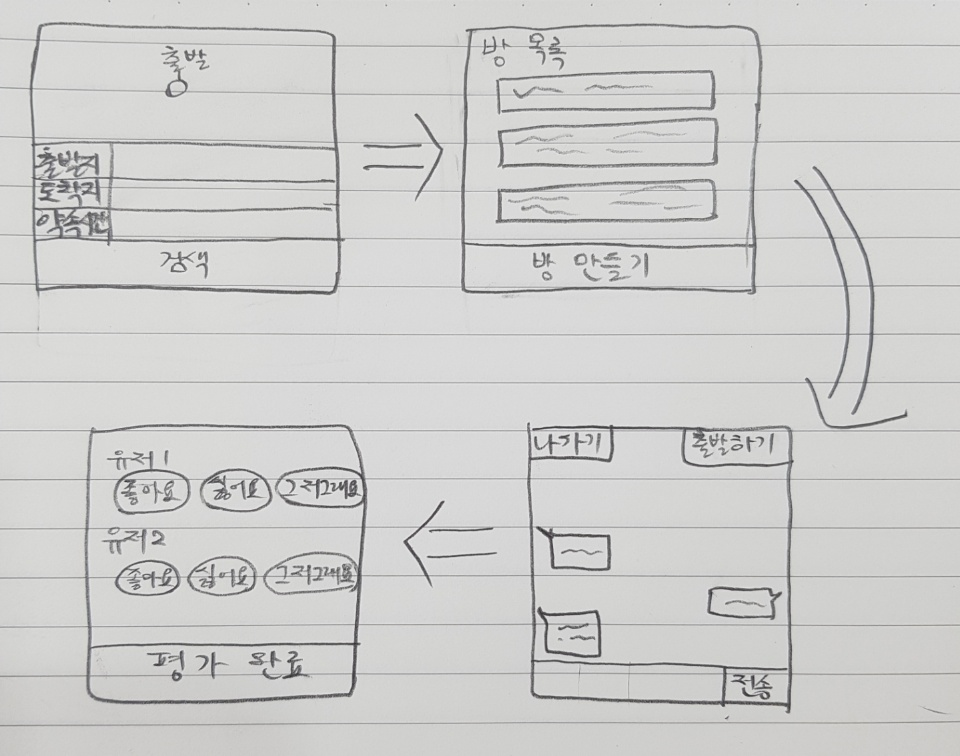 출발
출발지
도착지
약속시간
검색
방 목록
방 만들기
나가기 출발하기
전송
유저1
좋아요 싫어요 그저그래요
유저2
좋아요 싫어요 그저그래요
평가 완료